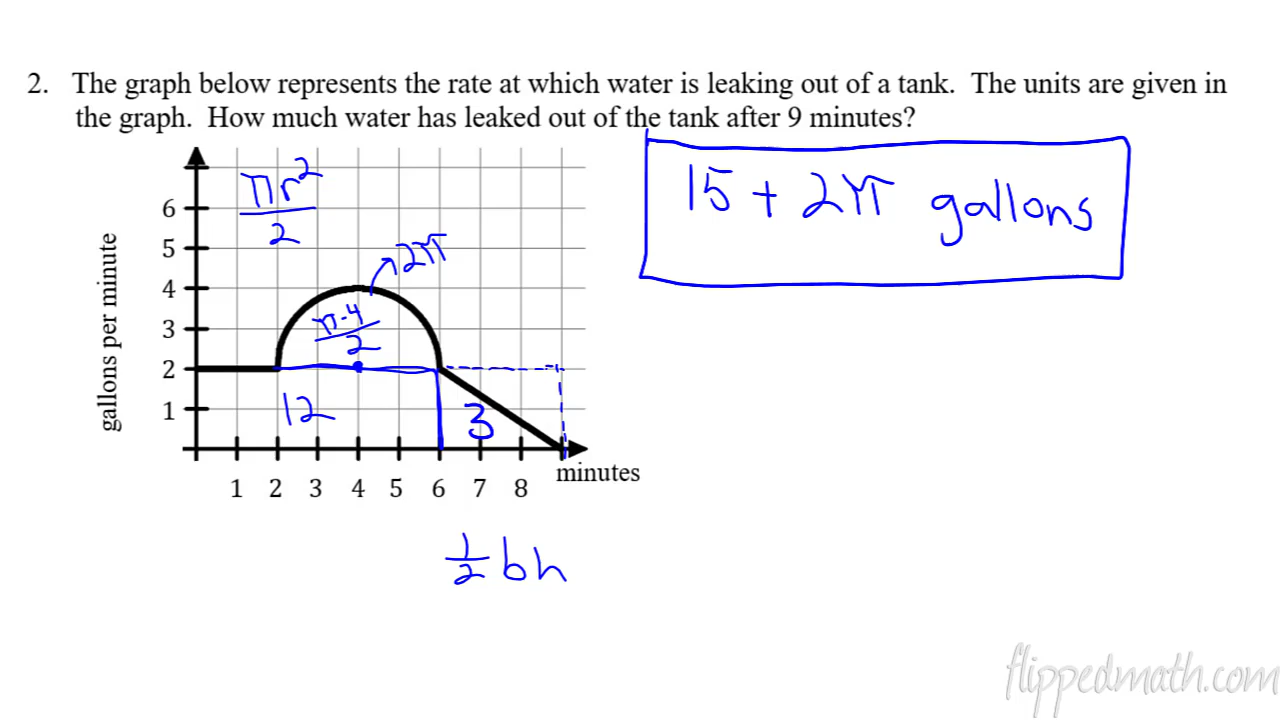 2. The graph below represents the rate at which water is leaking out of a tank. The units are given in
the graph. How much water has leaked out of the tank after 9 minutes?
15 + 2π gallons
πr²
2
6
5
4
3
2
1
gallons per minute
2π
π·4
2
12
3
1 2 3 4 5 6 7 8
minutes
1/2 bh
flippedmath.com